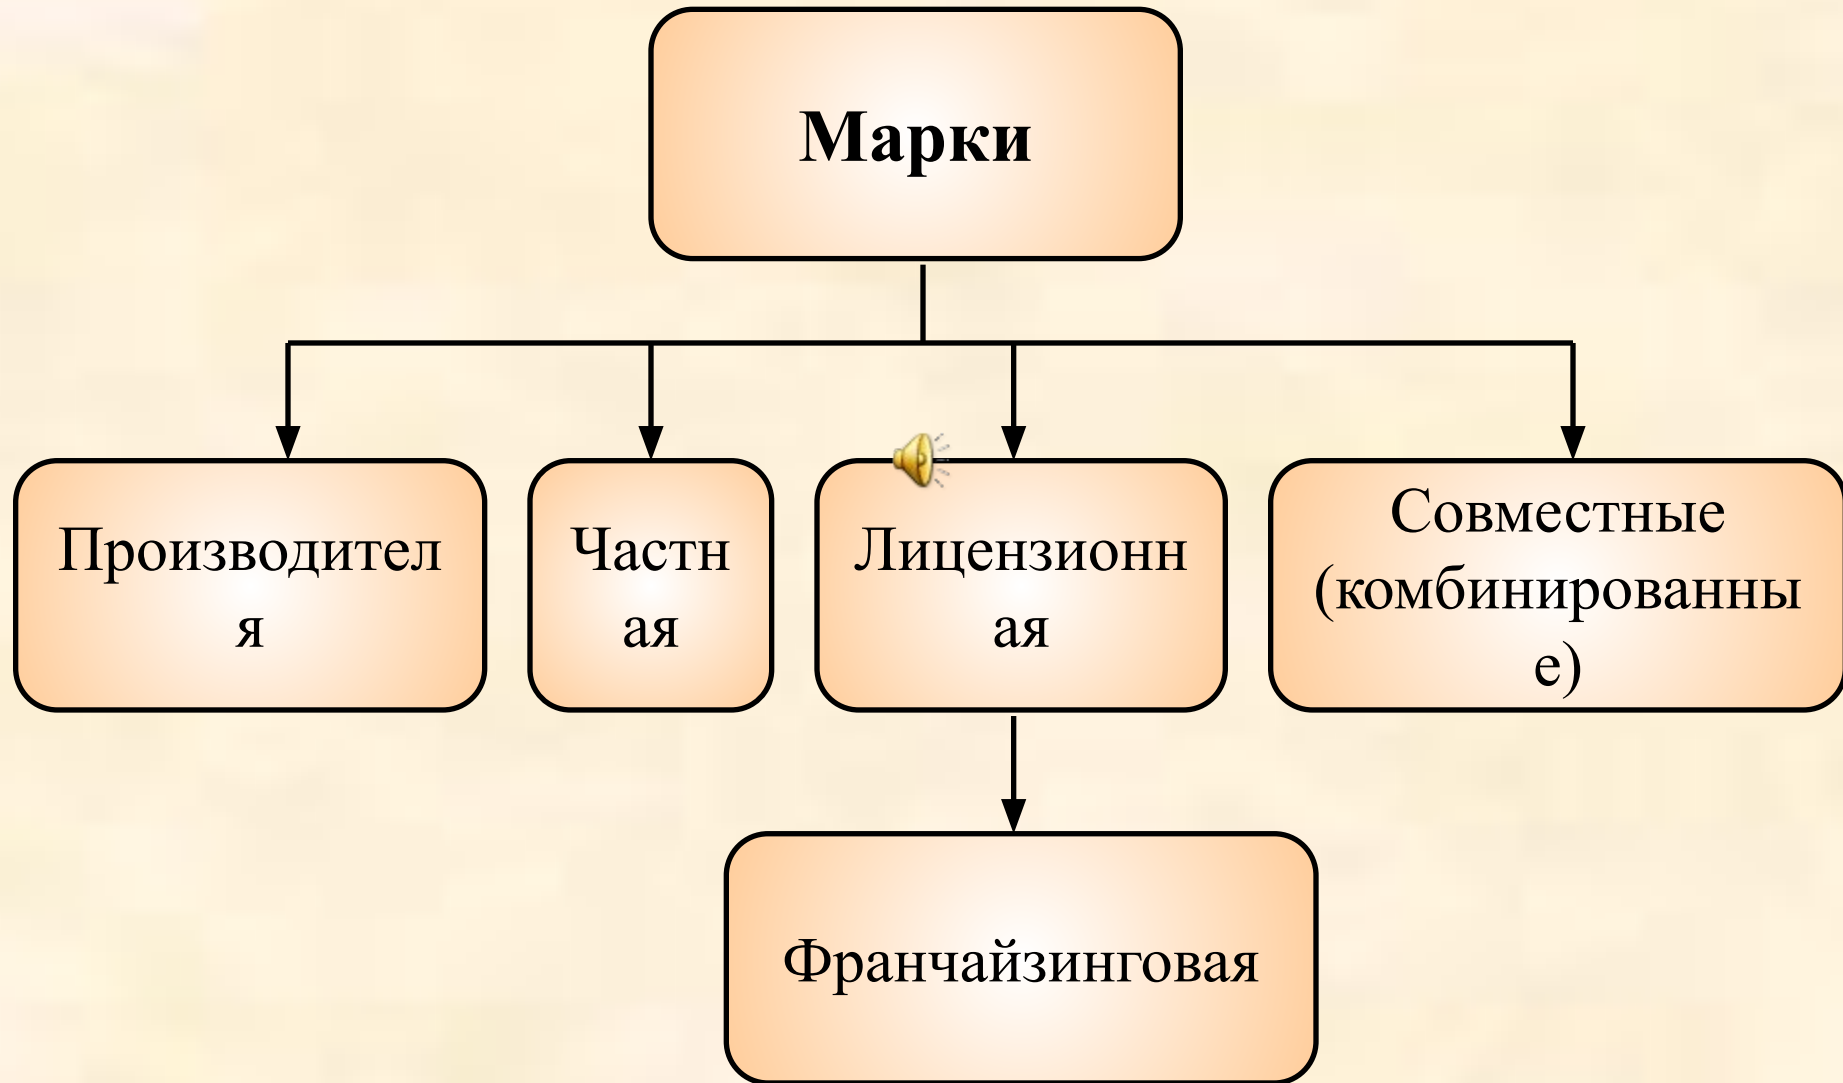 Марки
Производител
я
Частн
ая
Лицензионн
ая
Совместные
(комбинированны
е)
Франчайзинговая